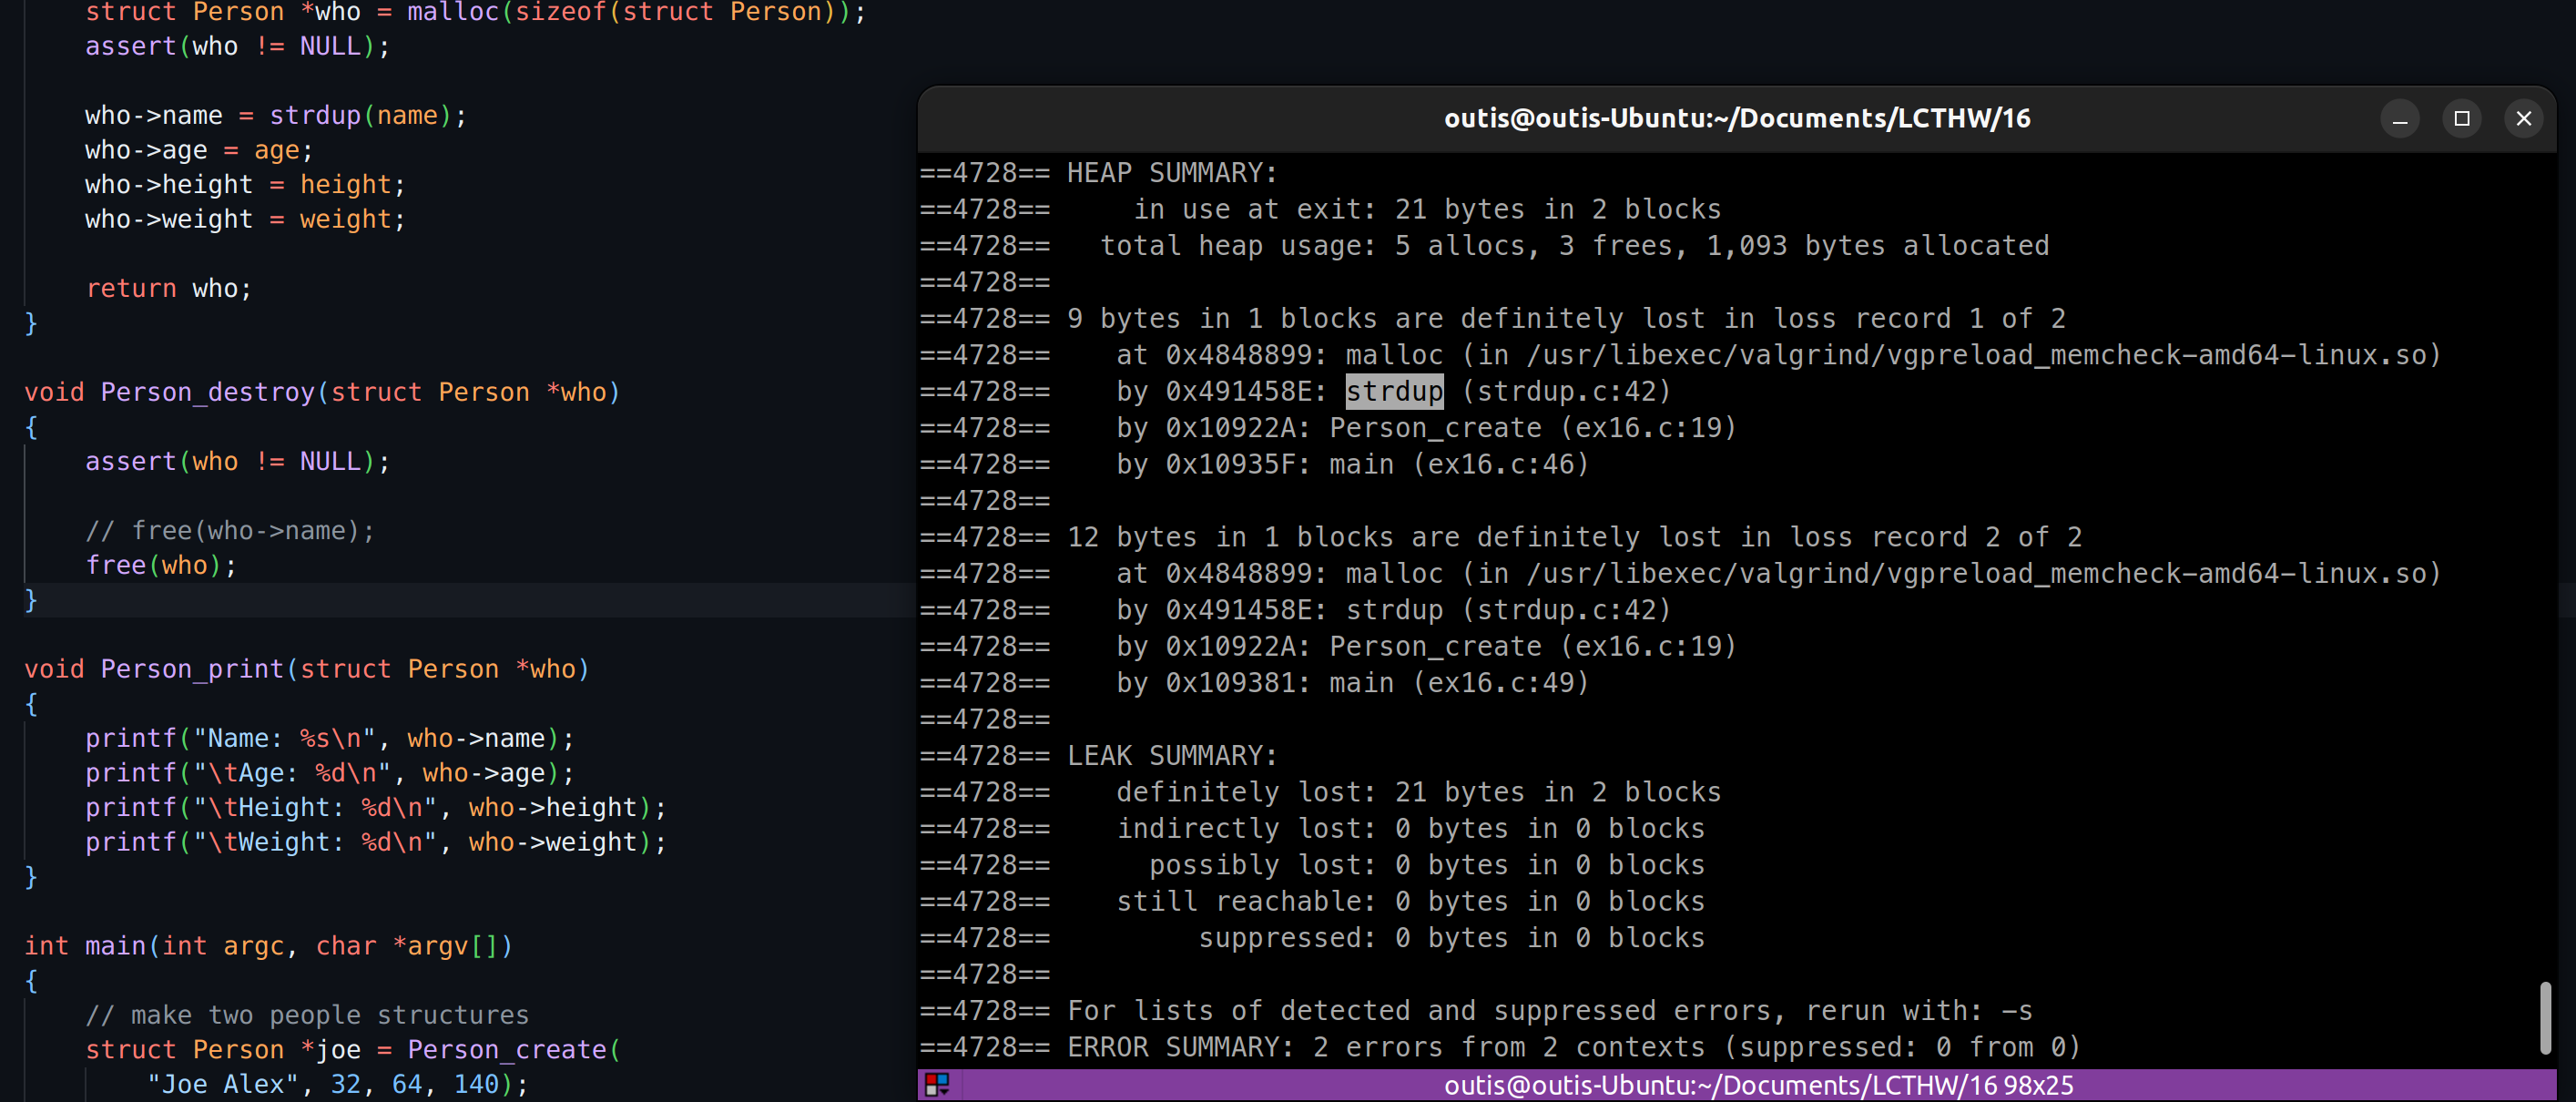 struct Person *who = malloc(sizeof(struct Person));
    assert(who != NULL);

    who->name = strdup(name);
    who->age = age;
    who->height = height;
    who->weight = weight;

    return who;
}

void Person_destroy(struct Person *who)
{
    assert(who != NULL);

    // free(who->name);
    free(who);
}

void Person_print(struct Person *who)
{
    printf("Name: %s\n", who->name);
    printf("\tAge: %d\n", who->age);
    printf("\tHeight: %d\n", who->height);
    printf("\tWeight: %d\n", who->weight);
}

int main(int argc, char *argv[])
{
    // make two people structures
    struct Person *joe = Person_create(
        "Joe Alex", 32, 64, 140);
outis@outis-Ubuntu:~/Documents/LCTHW/16
==4728== HEAP SUMMARY:
==4728==     in use at exit: 21 bytes in 2 blocks
==4728==   total heap usage: 5 allocs, 3 frees, 1,093 bytes allocated
==4728==
==4728== 9 bytes in 1 blocks are definitely lost in loss record 1 of 2
==4728==    at 0x4848899: malloc (in /usr/libexec/valgrind/vgpreload_memcheck-amd64-linux.so)
==4728==    by 0x491458E: strdup (strdup.c:42)
==4728==    by 0x10922A: Person_create (ex16.c:19)
==4728==    by 0x10935F: main (ex16.c:46)
==4728==
==4728== 12 bytes in 1 blocks are definitely lost in loss record 2 of 2
==4728==    at 0x4848899: malloc (in /usr/libexec/valgrind/vgpreload_memcheck-amd64-linux.so)
==4728==    by 0x491458E: strdup (strdup.c:42)
==4728==    by 0x10922A: Person_create (ex16.c:19)
==4728==    by 0x109381: main (ex16.c:49)
==4728==
==4728== LEAK SUMMARY:
==4728==    definitely lost: 21 bytes in 2 blocks
==4728==    indirectly lost: 0 bytes in 0 blocks
==4728==      possibly lost: 0 bytes in 0 blocks
==4728==    still reachable: 0 bytes in 0 blocks
==4728==         suppressed: 0 bytes in 0 blocks
==4728==
==4728== For lists of detected and suppressed errors, rerun with: -s
==4728== ERROR SUMMARY: 2 errors from 2 contexts (suppressed: 0 from 0)
outis@outis-Ubuntu:~/Documents/LCTHW/16 98x25